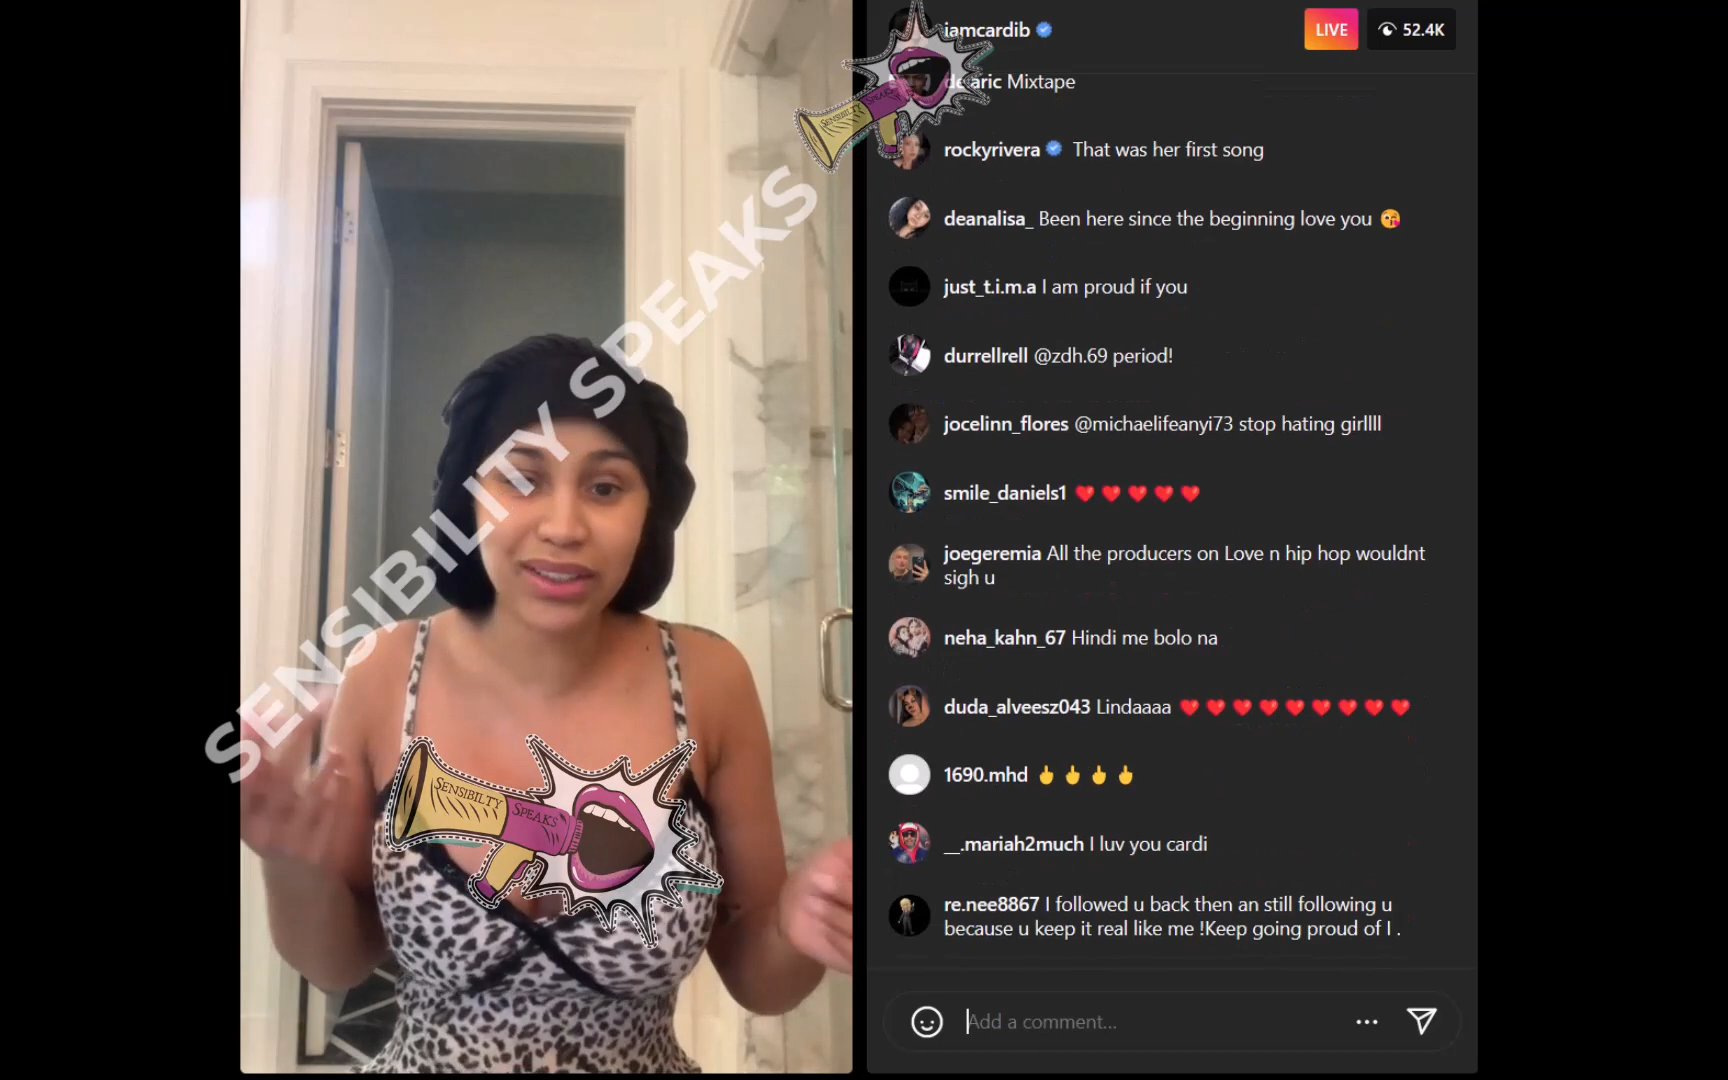 iamcardib
LIVE
52.4K
de aric Mixtape
rockyrivera That was her first song
deanalisa_ Been here since the beginning love you 😘
just_t.i.m.a I am proud if you
durrellrell @zdh.69 period!
jocelinn_flores @michaelifeanyi73 stop hating girllll
smile_daniels1 ❤️❤️❤️❤️❤️
joegeremia All the producers on Love n hip hop wouldnt
sigh u
neha_kahn_67 Hindi me bolo na
duda_alveesz043 Lindaaaa ❤️❤️❤️❤️❤️❤️❤️❤️❤️
1690.mhd 🖕🖕🖕🖕
__.mariah2much I luv you cardi
re.nee8867 I followed u back then an still following u
because u keep it real like me !Keep going proud of I .
Add a comment...
SENSIBILITY SPEAKS
SENSIBILTY SPEAKS
SENSIBILTY SPEAKS